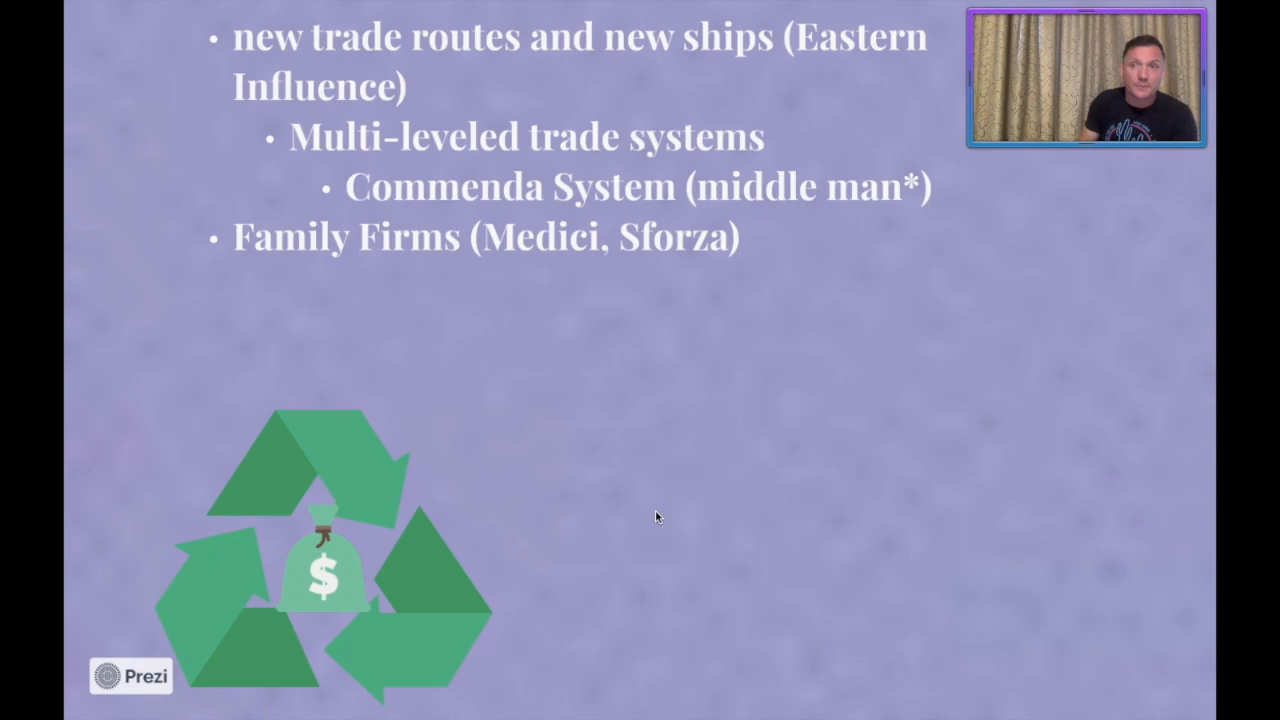 • new trade routes and new ships (Eastern
Influence)
• Multi-leveled trade systems
• Commenda System (middle man*)
• Family Firms (Medici, Sforza)
$
Prezi